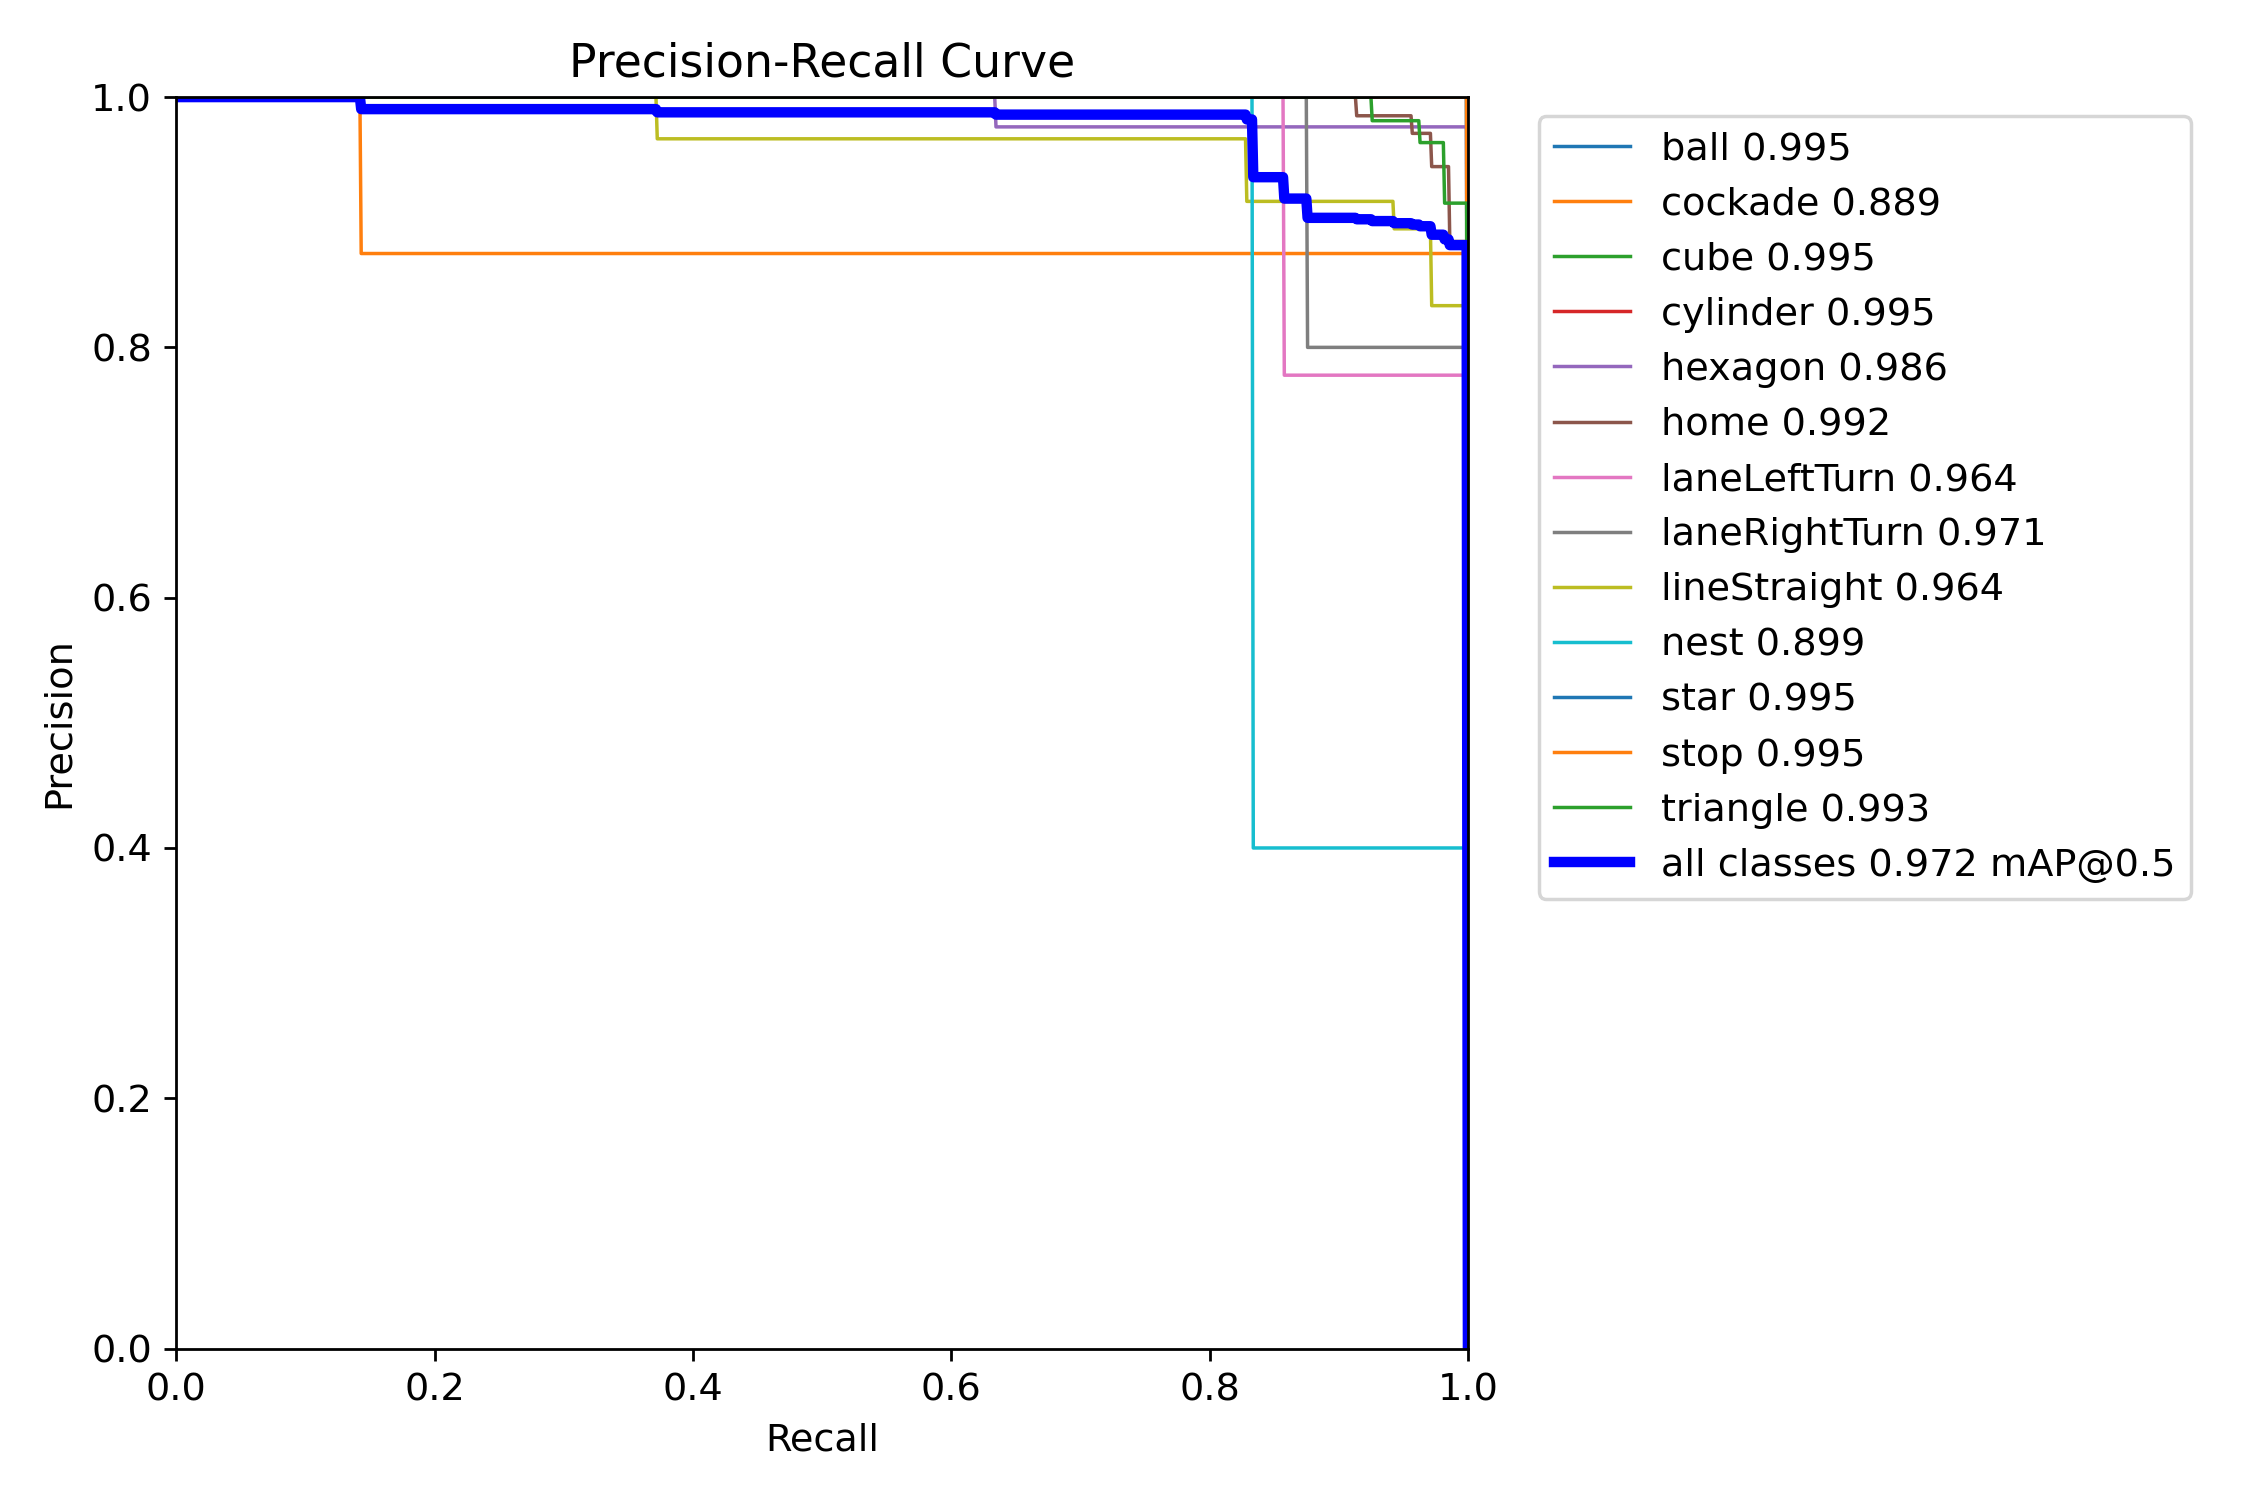 Precision-Recall Curve
1.0
0.8
0.6
0.4
0.2
0.0
Precision
0.0 0.2 0.4 0.6 0.8 1.0
Recall
ball 0.995
cockade 0.889
cube 0.995
cylinder 0.995
hexagon 0.986
home 0.992
laneLeftTurn 0.964
laneRightTurn 0.971
lineStraight 0.964
nest 0.899
star 0.995
stop 0.995
triangle 0.993
all classes 0.972 mAP@0.5